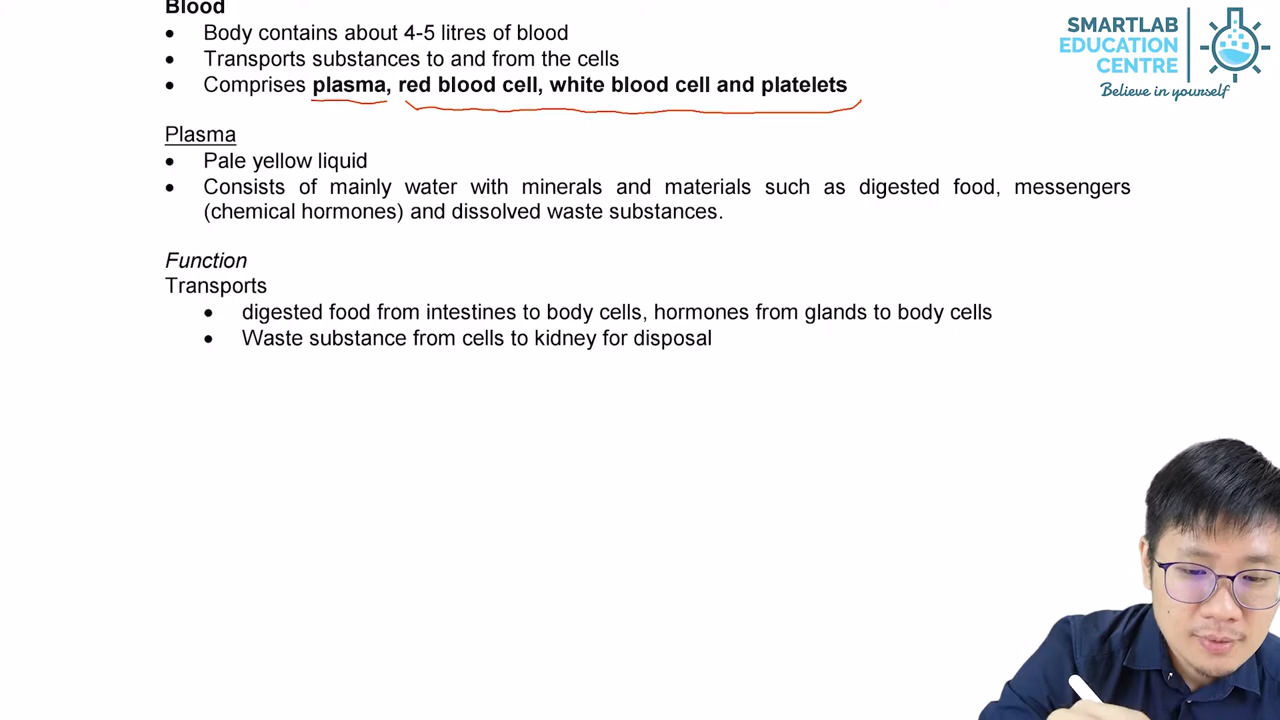 Blood
• Body contains about 4-5 litres of blood
• Transports substances to and from the cells
• Comprises plasma, red blood cell, white blood cell and platelets
Plasma
• Pale yellow liquid
• Consists of mainly water with minerals and materials such as digested food, messengers
(chemical hormones) and dissolved waste substances.
Function
Transports
• digested food from intestines to body cells, hormones from glands to body cells
• Waste substance from cells to kidney for disposal
SMARTLAB
EDUCATION
CENTRE
Believe in yourself